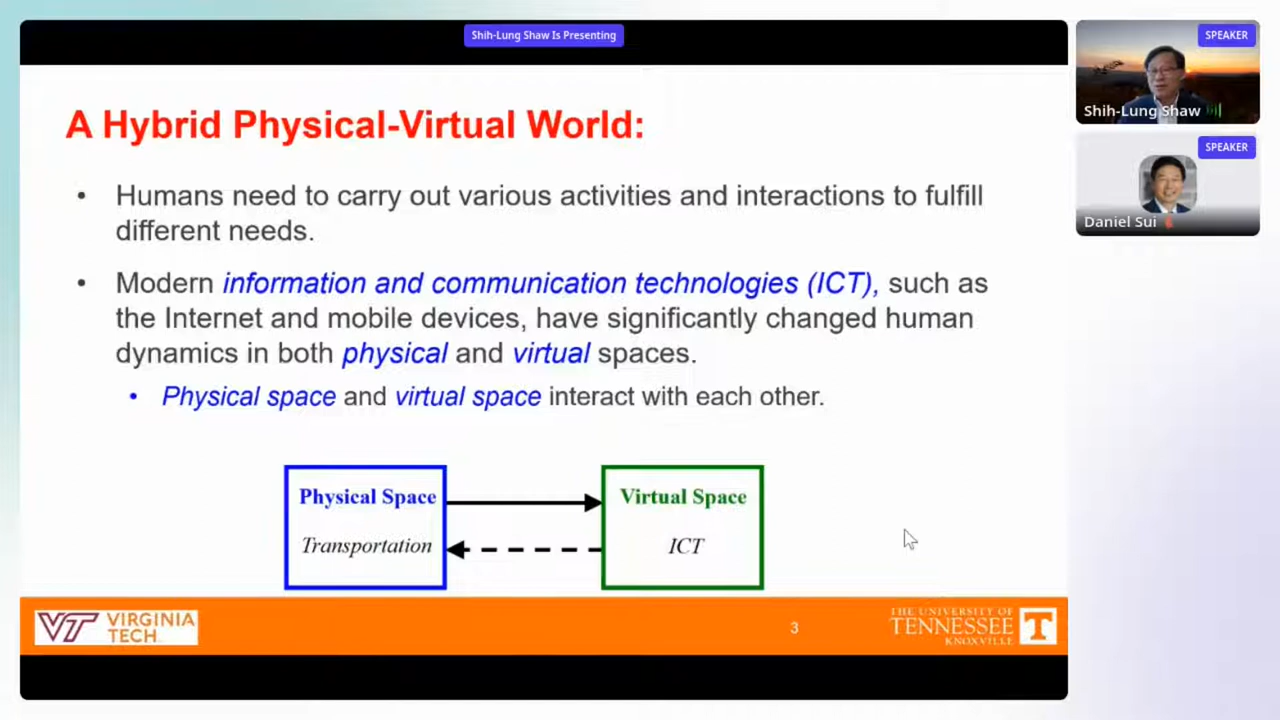 Shih-Lung Shaw Is Presenting
A Hybrid Physical-Virtual World:
• Humans need to carry out various activities and interactions to fulfill
different needs.
• Modern information and communication technologies (ICT), such as
the Internet and mobile devices, have significantly changed human
dynamics in both physical and virtual spaces.
• Physical space and virtual space interact with each other.
Physical Space
Transportation
Virtual Space
ICT
VT VIRGINIA
TECH
3
THE UNIVERSITY OF
TENNESSEE
KNOXVILLE
T
SPEAKER
Shih-Lung Shaw
SPEAKER
Daniel Sui